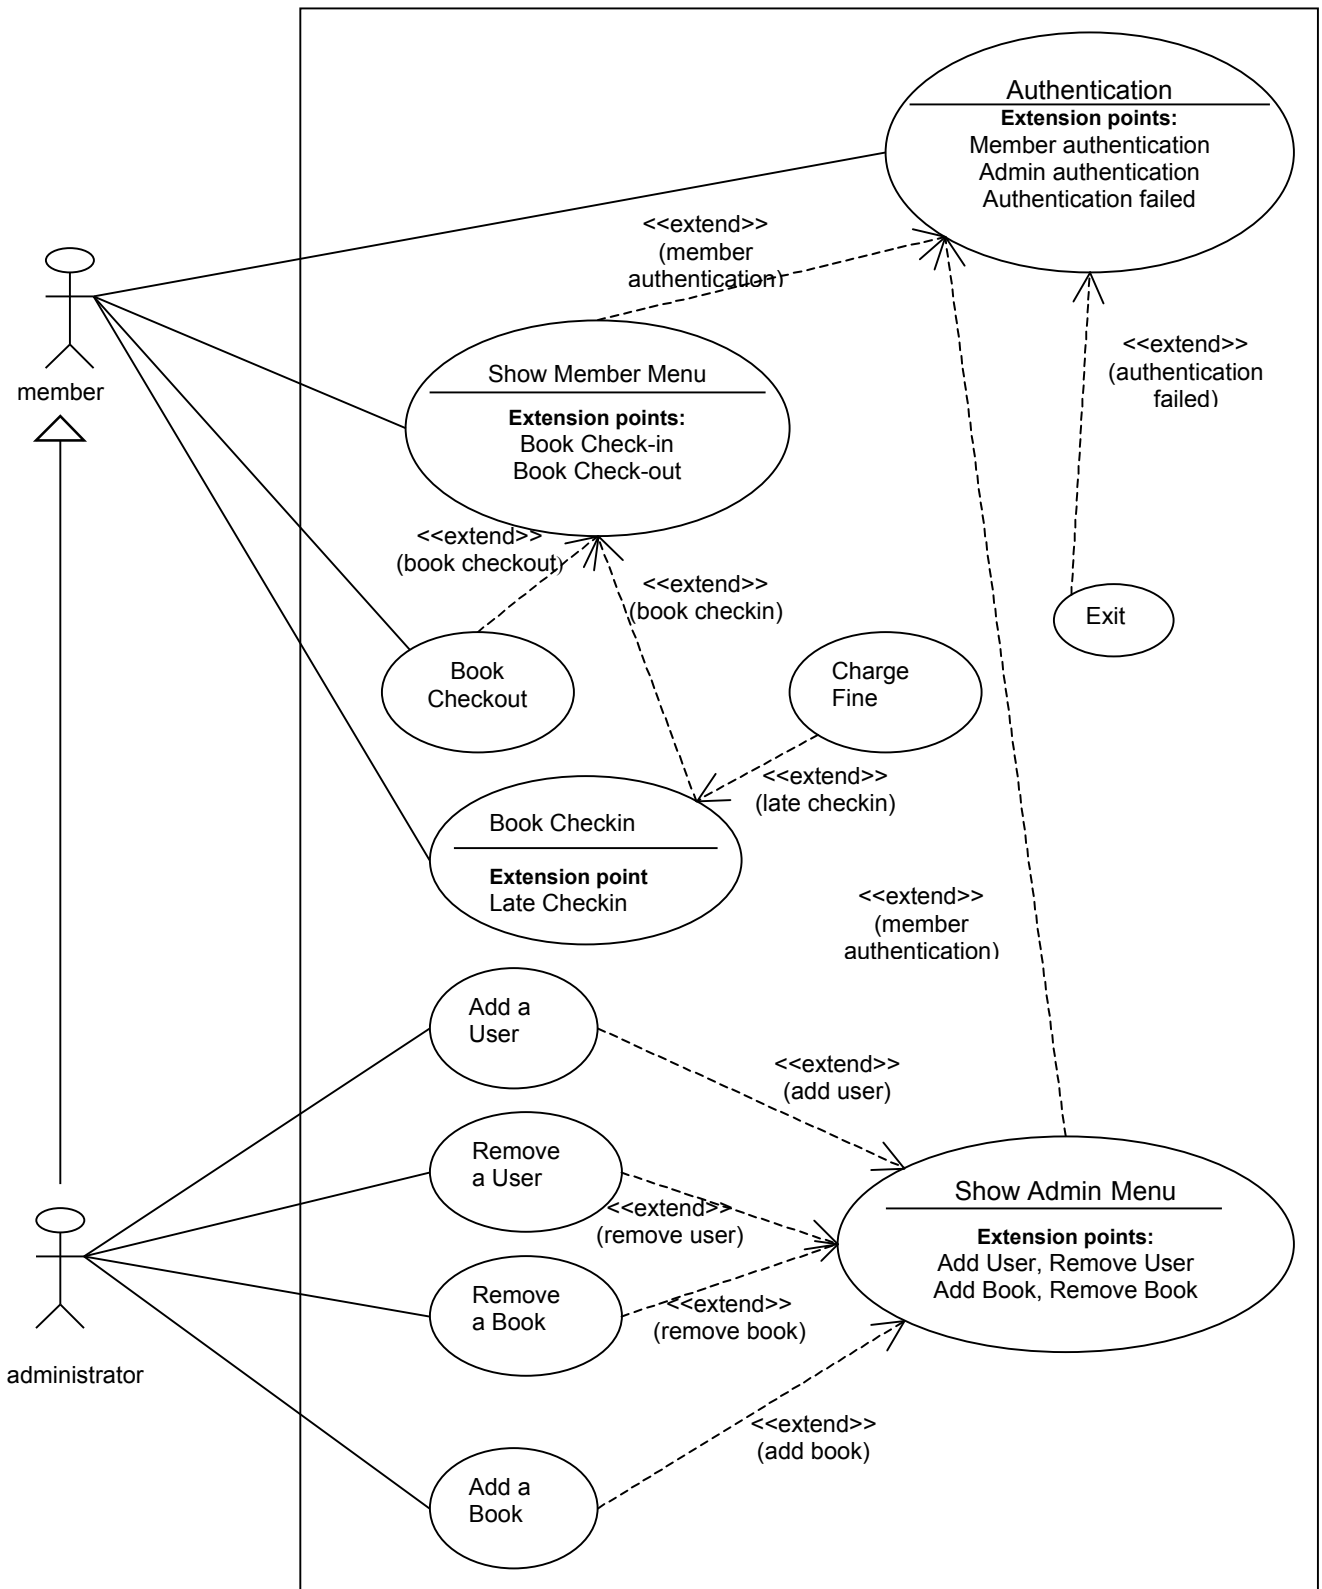 Authentication
Extension points:
Member authentication
Admin authentication
Authentication failed
<<extend>>
(member
authentication)
member
Show Member Menu
Extension points:
Book Check-in
Book Check-out
<<extend>>
(authentication
failed)
<<extend>>
(book checkout)
<<extend>>
(book checkin)
Exit
Book
Checkout
Charge
Fine
<<extend>>
(late checkin)
Book Checkin
Extension point
Late Checkin
<<extend>>
(member
authentication)
Add a
User
<<extend>>
(add user)
Remove
a User
<<extend>>
(remove user)
Show Admin Menu
Extension points:
Add User, Remove User
Add Book, Remove Book
Remove
a Book
<<extend>>
(remove book)
administrator
<<extend>>
(add book)
Add a
Book